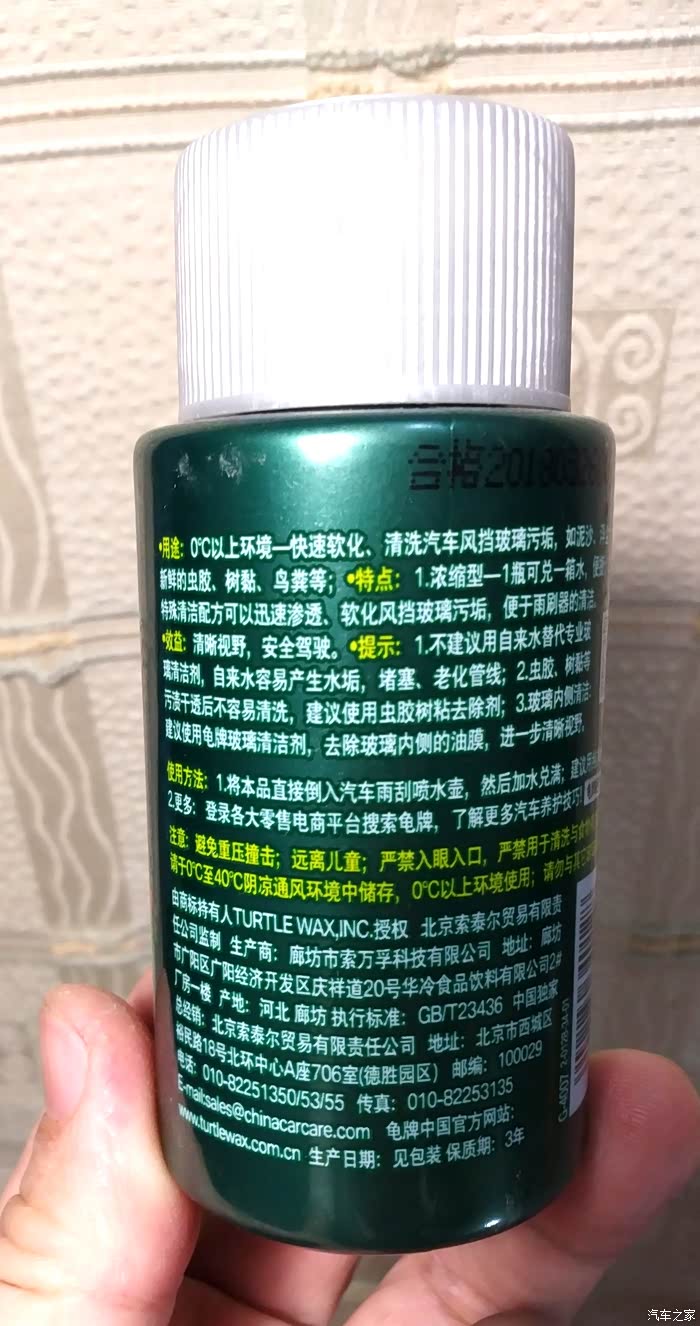 合格201805
•用途: 0℃以上环境—快速软化、清洗汽车风挡玻璃污垢, 如泥沙、
新鲜的虫胶、树黏、鸟粪等; •特点: 1.浓缩型—1瓶可兑一箱水,
特殊清洁配方可以迅速渗透、软化风挡玻璃污垢, 便于雨刷器的清洁。
•效益: 清晰视野, 安全驾驶。•提示: 1.不建议用自来水替代专业玻
璃清洁剂, 自来水容易产生水垢, 堵塞、老化管线; 2.虫胶、树黏等
污渍干透后不容易清洗, 建议使用虫胶树粘去除剂; 3.玻璃内侧清洁:
建议使用龟牌玻璃清洁剂, 去除玻璃内侧的油膜, 进一步清晰视野。
使用方法: 1.将本品直接倒入汽车雨刮喷水壶, 然后加水兑满; 建议
2.更多: 登录各大零售电商平台搜索龟牌, 了解更多汽车养护技巧!
注意: 避免重压撞击; 远离儿童; 严禁入眼入口, 严禁用于清洗与食物
请于0℃至40℃阴凉通风环境中储存, 0℃以上环境使用; 请勿与其它
由商标持有人TURTLE WAX,INC.授权 北京索泰尔贸易有限责
任公司监制 生产商: 廊坊市索万孚科技有限公司 地址: 廊坊
市广阳区广阳经济开发区庆祥道20号华冷食品饮料有限公司2#
厂房一楼 产地: 河北 廊坊 执行标准: GB/T23436 中国独家
总经销: 北京索泰尔贸易有限责任公司 地址: 北京市西城区
裕民路18号北环中心A座706室(德胜园区) 邮编: 100029
电话: 010-82251350/53/55 传真: 010-82253135
E-mail:sales@chinacarcare.com 龟牌中国官方网站:
www.turtlewax.com.cn 生产日期: 见包装 保质期: 3年
汽车之家